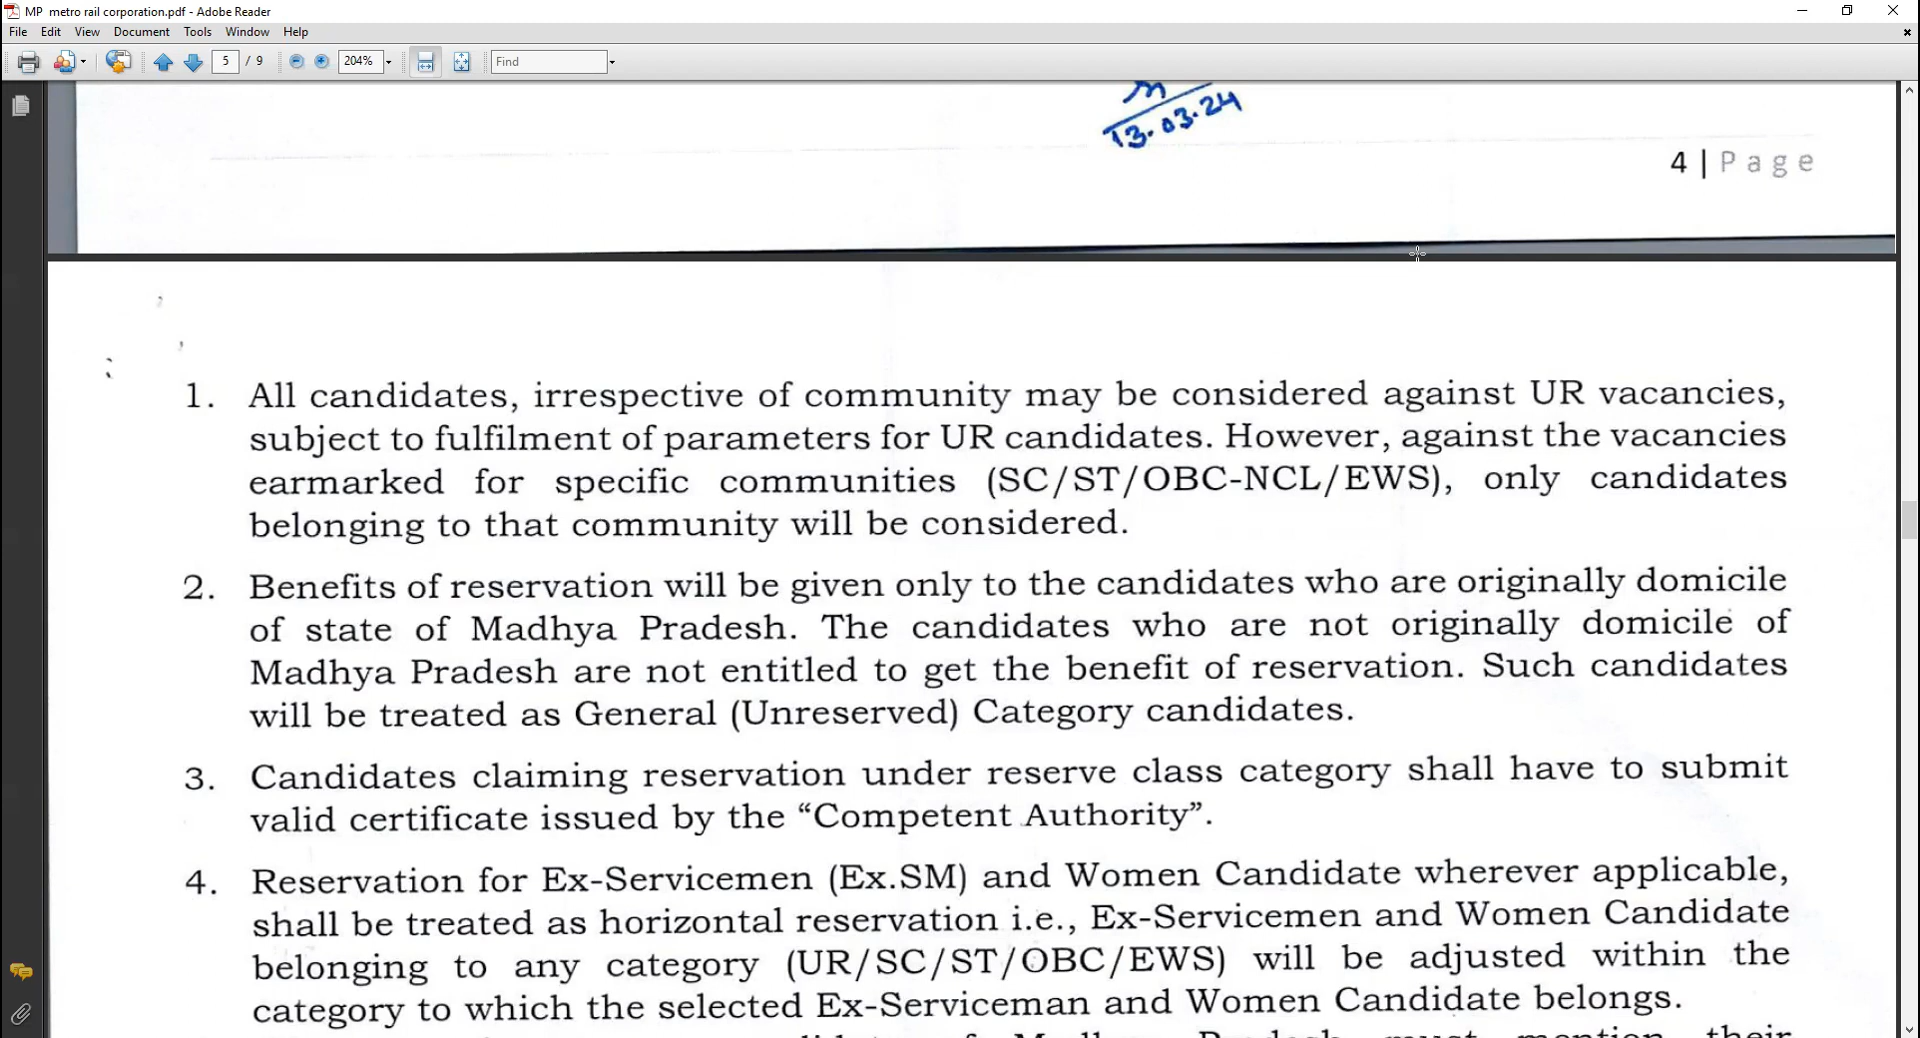 MP metro rail corporation.pdf - Adobe Reader
File Edit View Document Tools Window Help
5 / 9 204% Find
13.03.24
4 | Page
1. All candidates, irrespective of community may be considered against UR vacancies,
subject to fulfilment of parameters for UR candidates. However, against the vacancies
earmarked for specific communities (SC/ST/OBC-NCL/EWS), only candidates
belonging to that community will be considered.
2. Benefits of reservation will be given only to the candidates who are originally domicile
of state of Madhya Pradesh. The candidates who are not originally domicile of
Madhya Pradesh are not entitled to get the benefit of reservation. Such candidates
will be treated as General (Unreserved) Category candidates.
3. Candidates claiming reservation under reserve class category shall have to submit
valid certificate issued by the “Competent Authority”.
4. Reservation for Ex-Servicemen (Ex.SM) and Women Candidate wherever applicable,
shall be treated as horizontal reservation i.e., Ex-Servicemen and Women Candidate
belonging to any category (UR/SC/ST/OBC/EWS) will be adjusted within the
category to which the selected Ex-Serviceman and Women Candidate belongs.
Madhya Pradesh must mention their